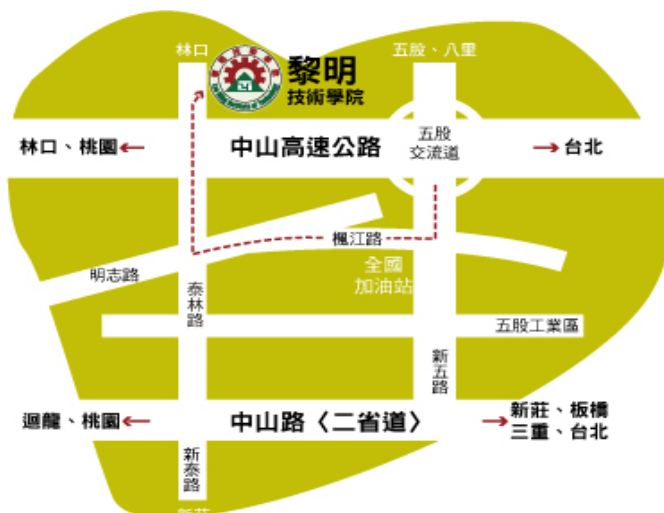 林口
五股、八里
黎明
技術學院
林口、桃園
中山高速公路
五股
交流道
台北
楓江路
明志路
全國
加油站
泰林路
五股工業區
新五路
迴龍、桃園
中山路〈二省道〉
新莊、板橋
三重、台北
新泰路
新莊